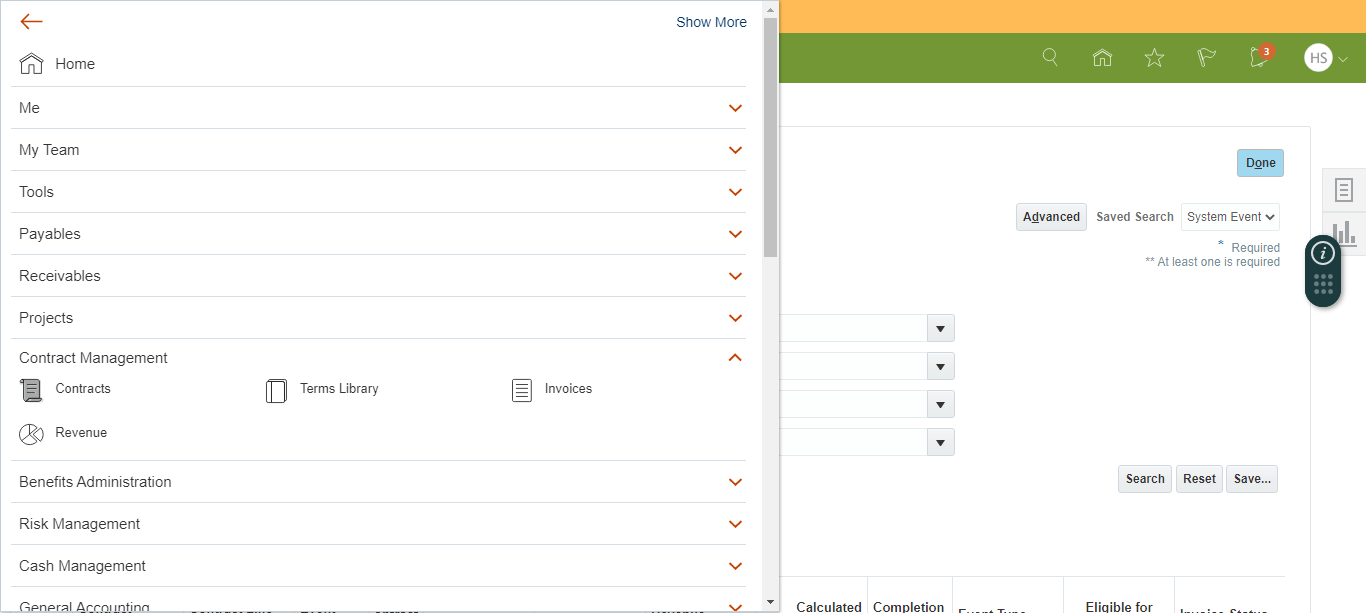 Show More
Home
Me
My Team
Tools
Payables
Receivables
Projects
Contract Management
Contracts
Terms Library
Invoices
Revenue
Benefits Administration
Risk Management
Cash Management
General Accounting
3
HS
Done
Advanced
Saved Search
System Event
* Required
** At least one is required
Search
Reset
Save...
Calculated
Completion
Event Type
Eligible for
Invoice Status